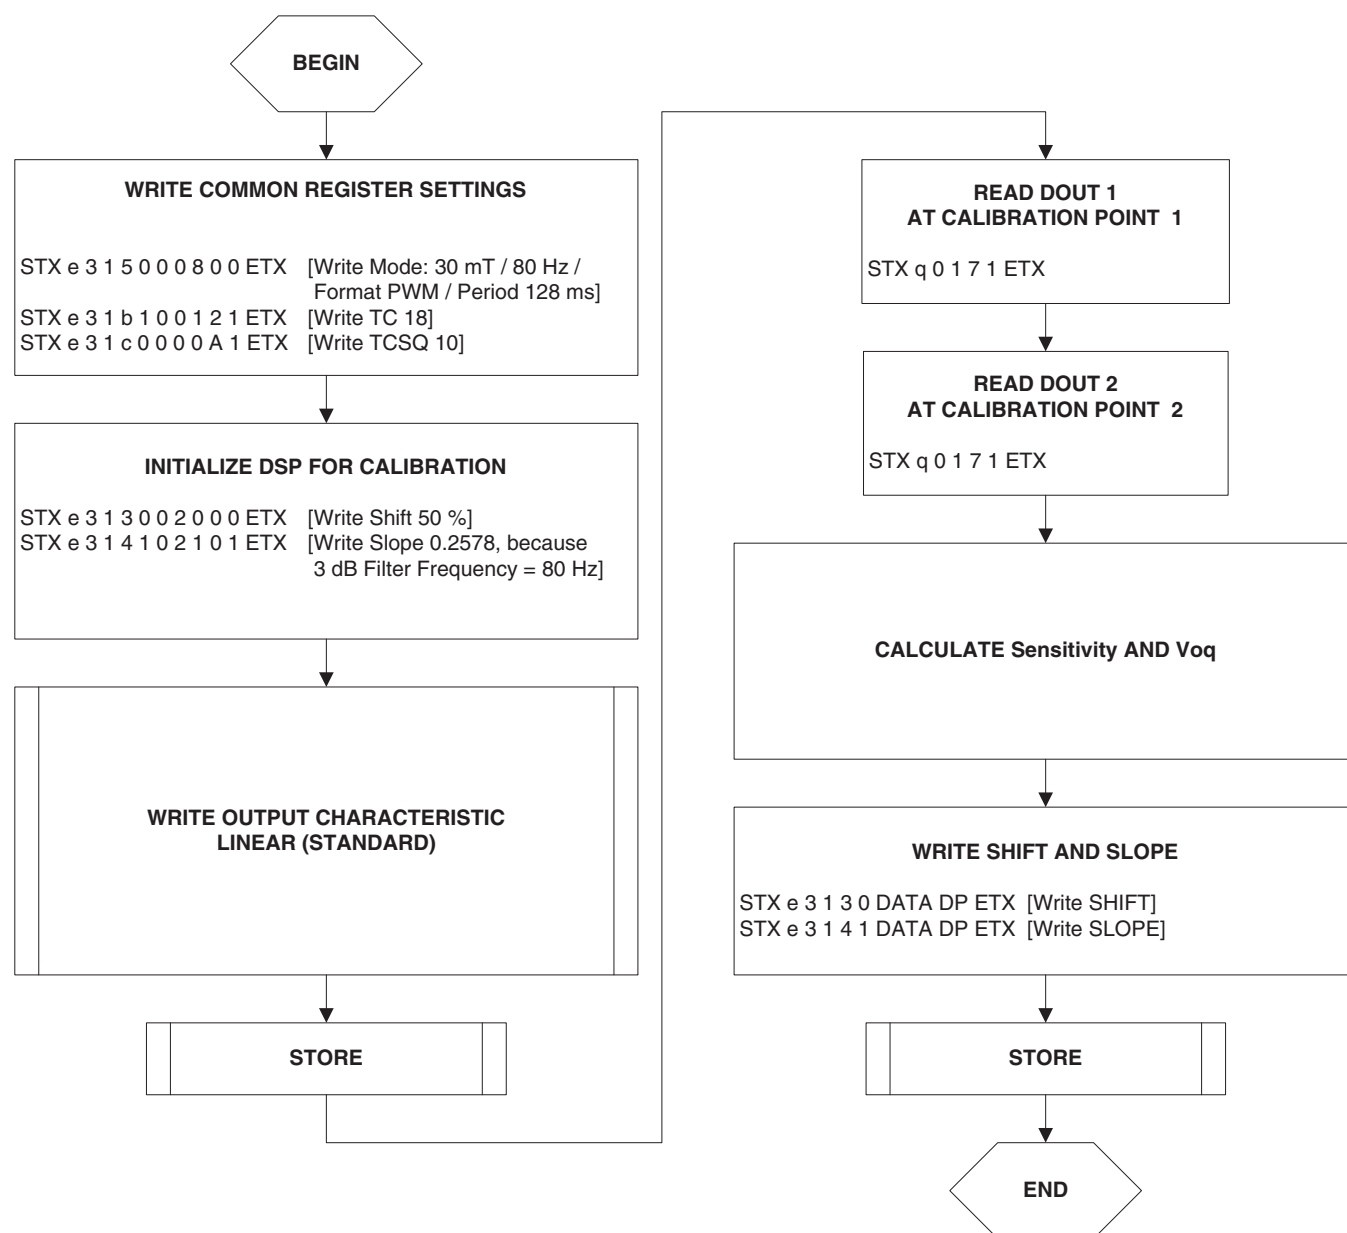 BEGIN
WRITE COMMON REGISTER SETTINGS
STX e 3 1 5 0 0 0 8 0 0 ETX [Write Mode: 30 mT / 80 Hz /
Format PWM / Period 128 ms]
STX e 3 1 b 1 0 0 1 2 1 ETX [Write TC 18]
STX e 3 1 c 0 0 0 0 A 1 ETX [Write TCSQ 10]
INITIALIZE DSP FOR CALIBRATION
STX e 3 1 3 0 0 2 0 0 0 ETX [Write Shift 50 %]
STX e 3 1 4 1 0 2 1 0 1 ETX [Write Slope 0.2578, because
3 dB Filter Frequency = 80 Hz]
WRITE OUTPUT CHARACTERISTIC
LINEAR (STANDARD)
STORE
READ DOUT 1
AT CALIBRATION POINT 1
STX q 0 1 7 1 ETX
READ DOUT 2
AT CALIBRATION POINT 2
STX q 0 1 7 1 ETX
CALCULATE Sensitivity AND Voq
WRITE SHIFT AND SLOPE
STX e 3 1 3 0 DATA DP ETX [Write SHIFT]
STX e 3 1 4 1 DATA DP ETX [Write SLOPE]
STORE
END